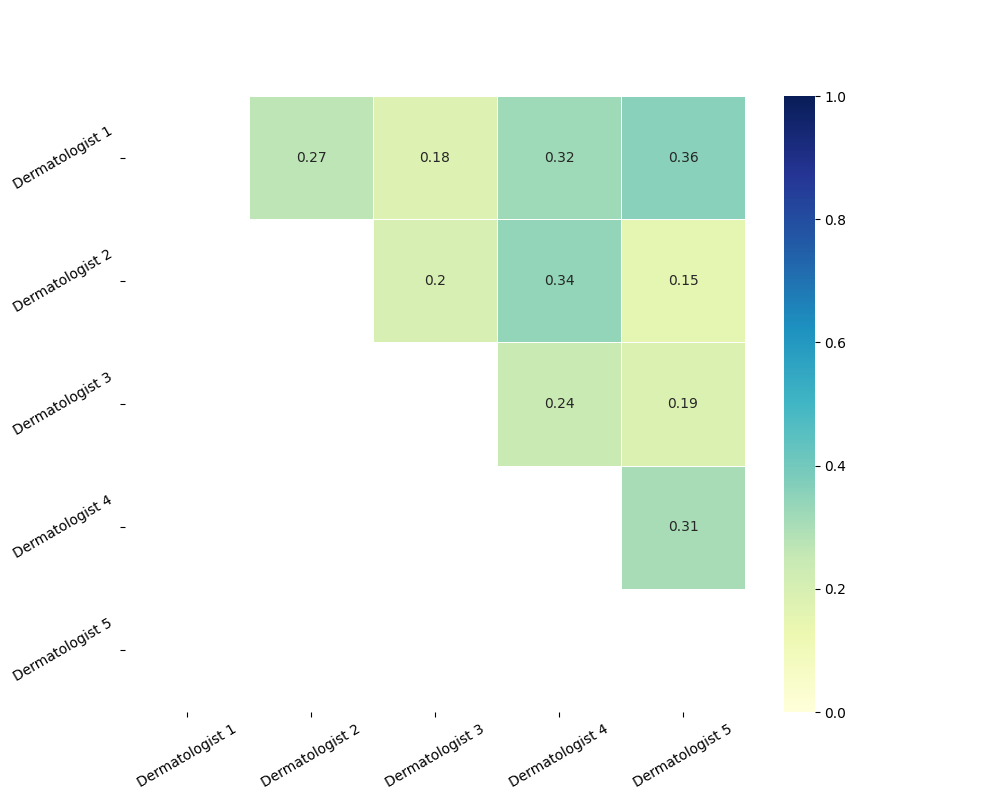 Dermatologist 1
0.27
0.18
0.32
0.36
1.0
0.8
Dermatologist 2
0.2
0.34
0.15
0.6
Dermatologist 3
0.24
0.19
0.4
Dermatologist 4
0.31
0.2
Dermatologist 5
0.0
Dermatologist 1
Dermatologist 2
Dermatologist 3
Dermatologist 4
Dermatologist 5